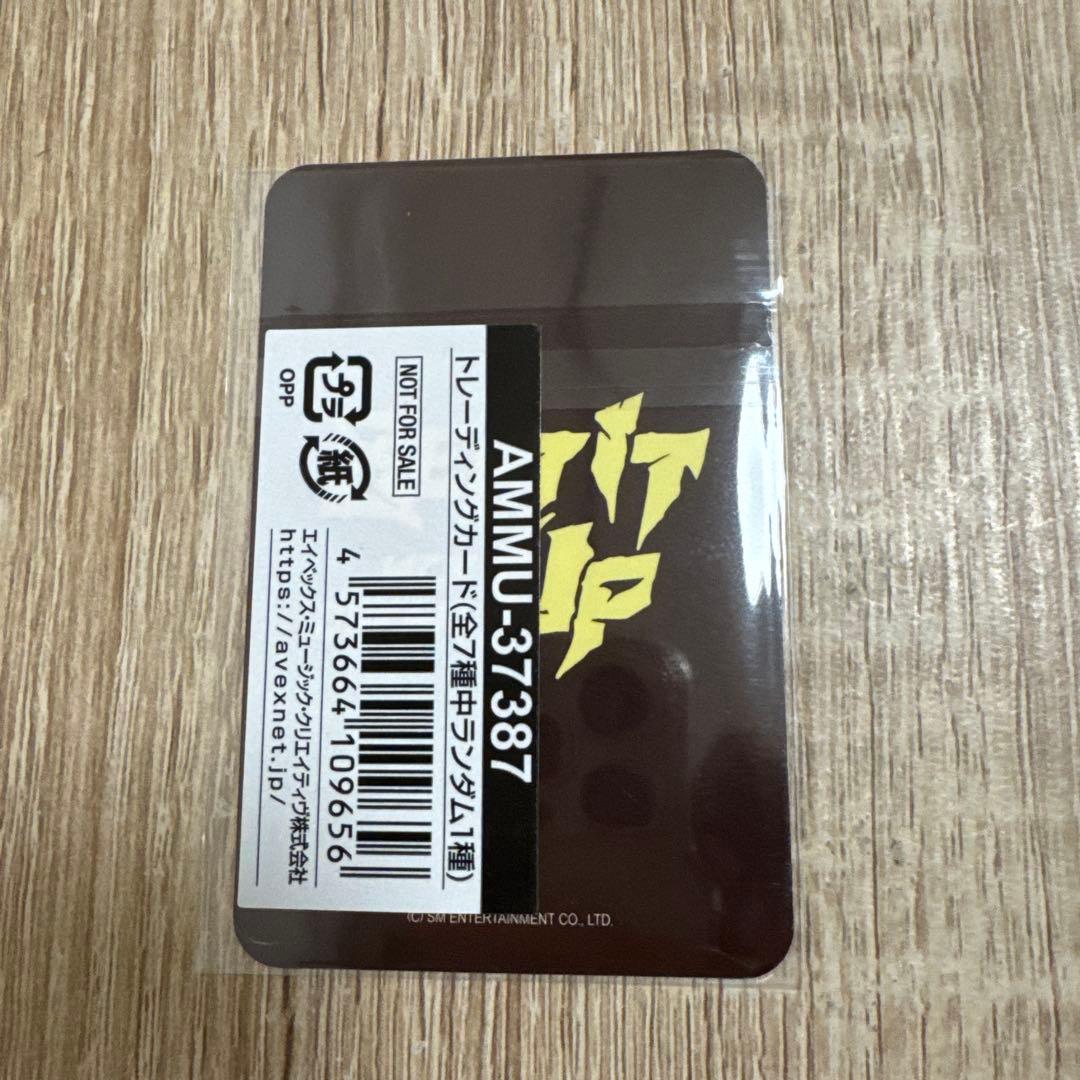 AMMU-37387
トレーディングカード(全7種中ランダム1種)
NOT FOR SALE
プラ
OPP
紙
4 573664 109656
エイベックス・ミュージック・クリエイティヴ株式会社
https://avexnet.jp/
(C) SM ENTERTAINMENT CO., LTD.